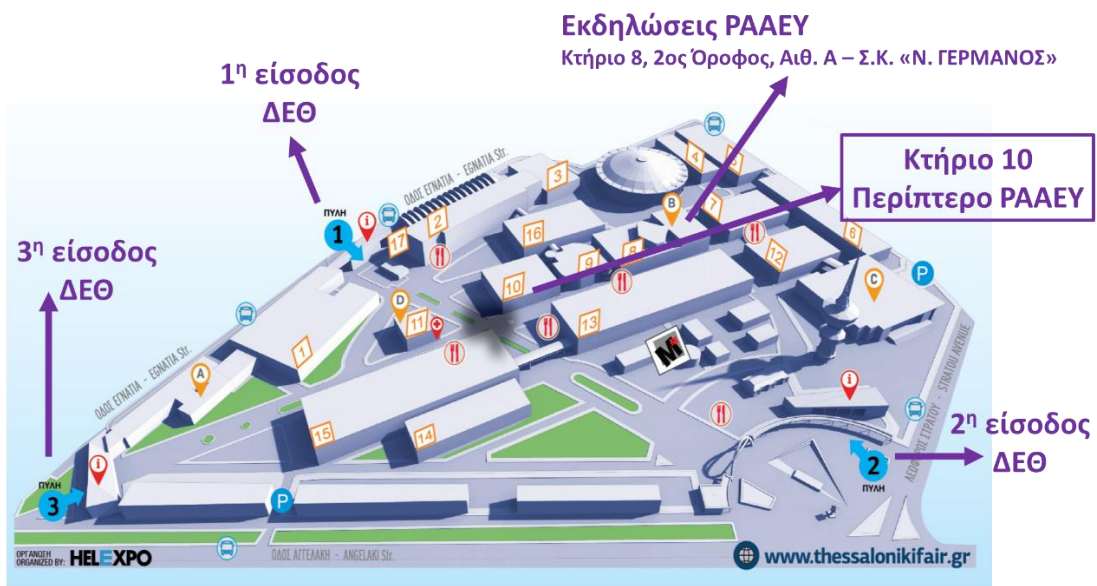 Εκδηλώσεις ΡΑΑΕΥ
Κτήριο 8, 2ος Όροφος, Αιθ. Α – Σ.Κ. «Ν. ΓΕΡΜΑΝΟΣ»
1η είσοδος
ΔΕΘ
Κτήριο 10
Περίπτερο ΡΑΑΕΥ
3η είσοδος
ΔΕΘ
2η είσοδος
ΔΕΘ
ΟΔΟΣ ΕΓΝΑΤΙΑ - EGNATIA Str.
ΠΥΛΗ
1
i
17
2
3
4
5
B
7
16
8
6
9
10
12
C
P
D
11
13
M
1
A
ΟΔΟΣ ΕΓΝΑΤΙΑ - EGNATIA Str.
15
14
i
ΛΕΩΦΟΡΟΣ ΣΤΡΑΤΟΥ - STRATOU AVENUE
2
ΠΥΛΗ
i
ΠΥΛΗ
3
P
ΟΡΓΑΝΩΣΗ
ORGANIZED BY: HELEXPO
ΟΔΟΣ ΑΓΓΕΛΑΚΗ - ANGELAKI Str.
www.thessalonikifair.gr